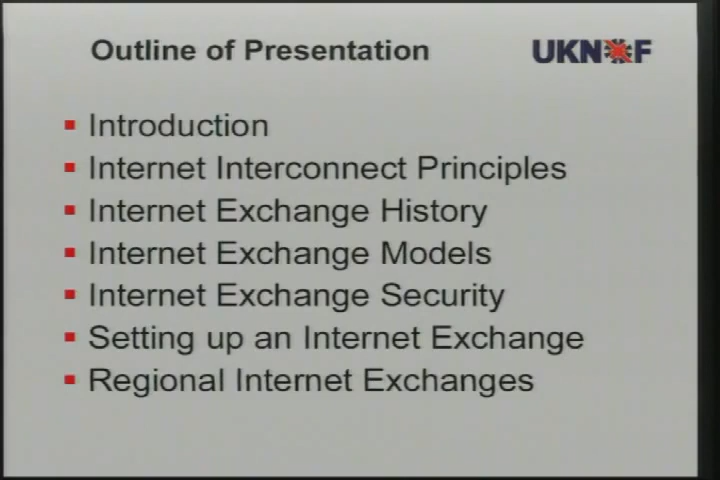 Outline of Presentation
UKNOF
Introduction
Internet Interconnect Principles
Internet Exchange History
Internet Exchange Models
Internet Exchange Security
Setting up an Internet Exchange
Regional Internet Exchanges